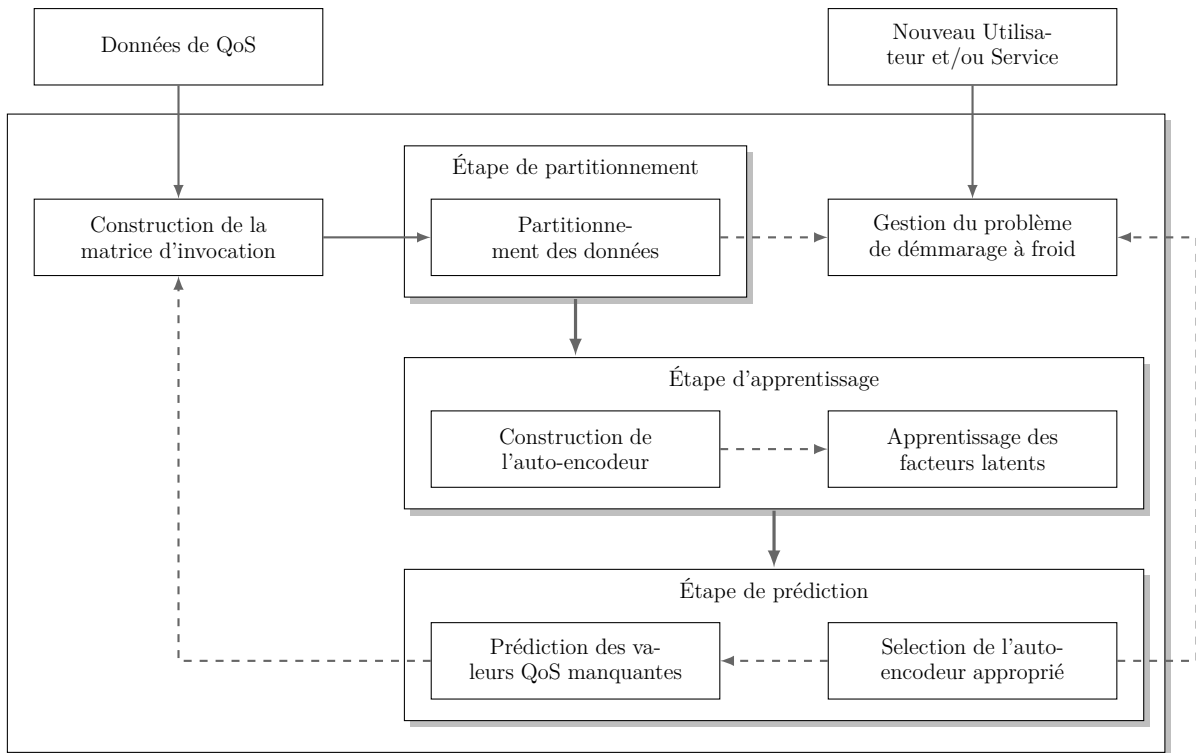 Données de QoS
Nouveau Utilisa-
teur et/ou Service
Étape de partitionnement
Construction de la
matrice d'invocation
Partitionne-
ment des données
Gestion du problème
de démmarage à froid
Étape d'apprentissage
Construction de
l'auto-encodeur
Apprentissage des
facteurs latents
Étape de prédiction
Prédiction des va-
leurs QoS manquantes
Selection de l'auto-
encodeur approprié